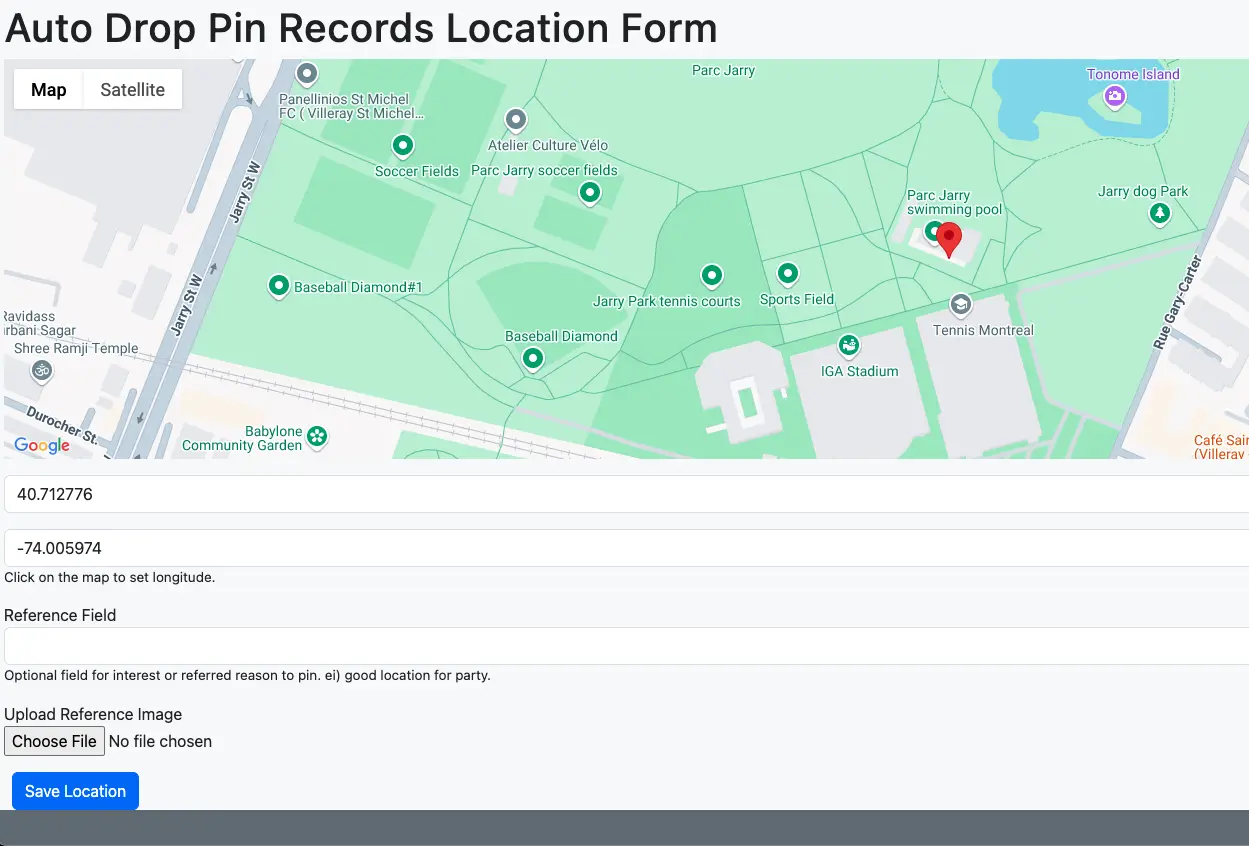 Auto Drop Pin Records Location Form
Map
Satellite
Parc Jarry
Tonome Island
Panellinios St Michel
FC ( Villeray St Michel...
Atelier Culture Vélo
Soccer Fields
Parc Jarry soccer fields
Jarry St W
Parc Jarry
swimming pool
Jarry dog Park
Baseball Diamond#1
Jarry Park tennis courts
Sports Field
Jarry St W
Rue Gary-Carter
Ravidass
Sagar
Tennis Montreal
Baseball Diamond
Shree Ramji Temple
IGA Stadium
Durocher St.
Babylone
Community Garden
Google
Café
(Villeray
40.712776
-74.005974
Click on the map to set longitude.
Reference Field
Optional field for interest or referred reason to pin. ei) good location for party.
Upload Reference Image
Choose File No file chosen
Save Location